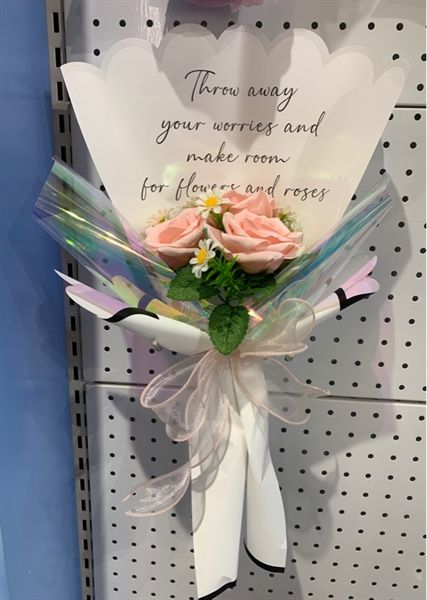 Throw away
your worries and
make room
for flowers and roses